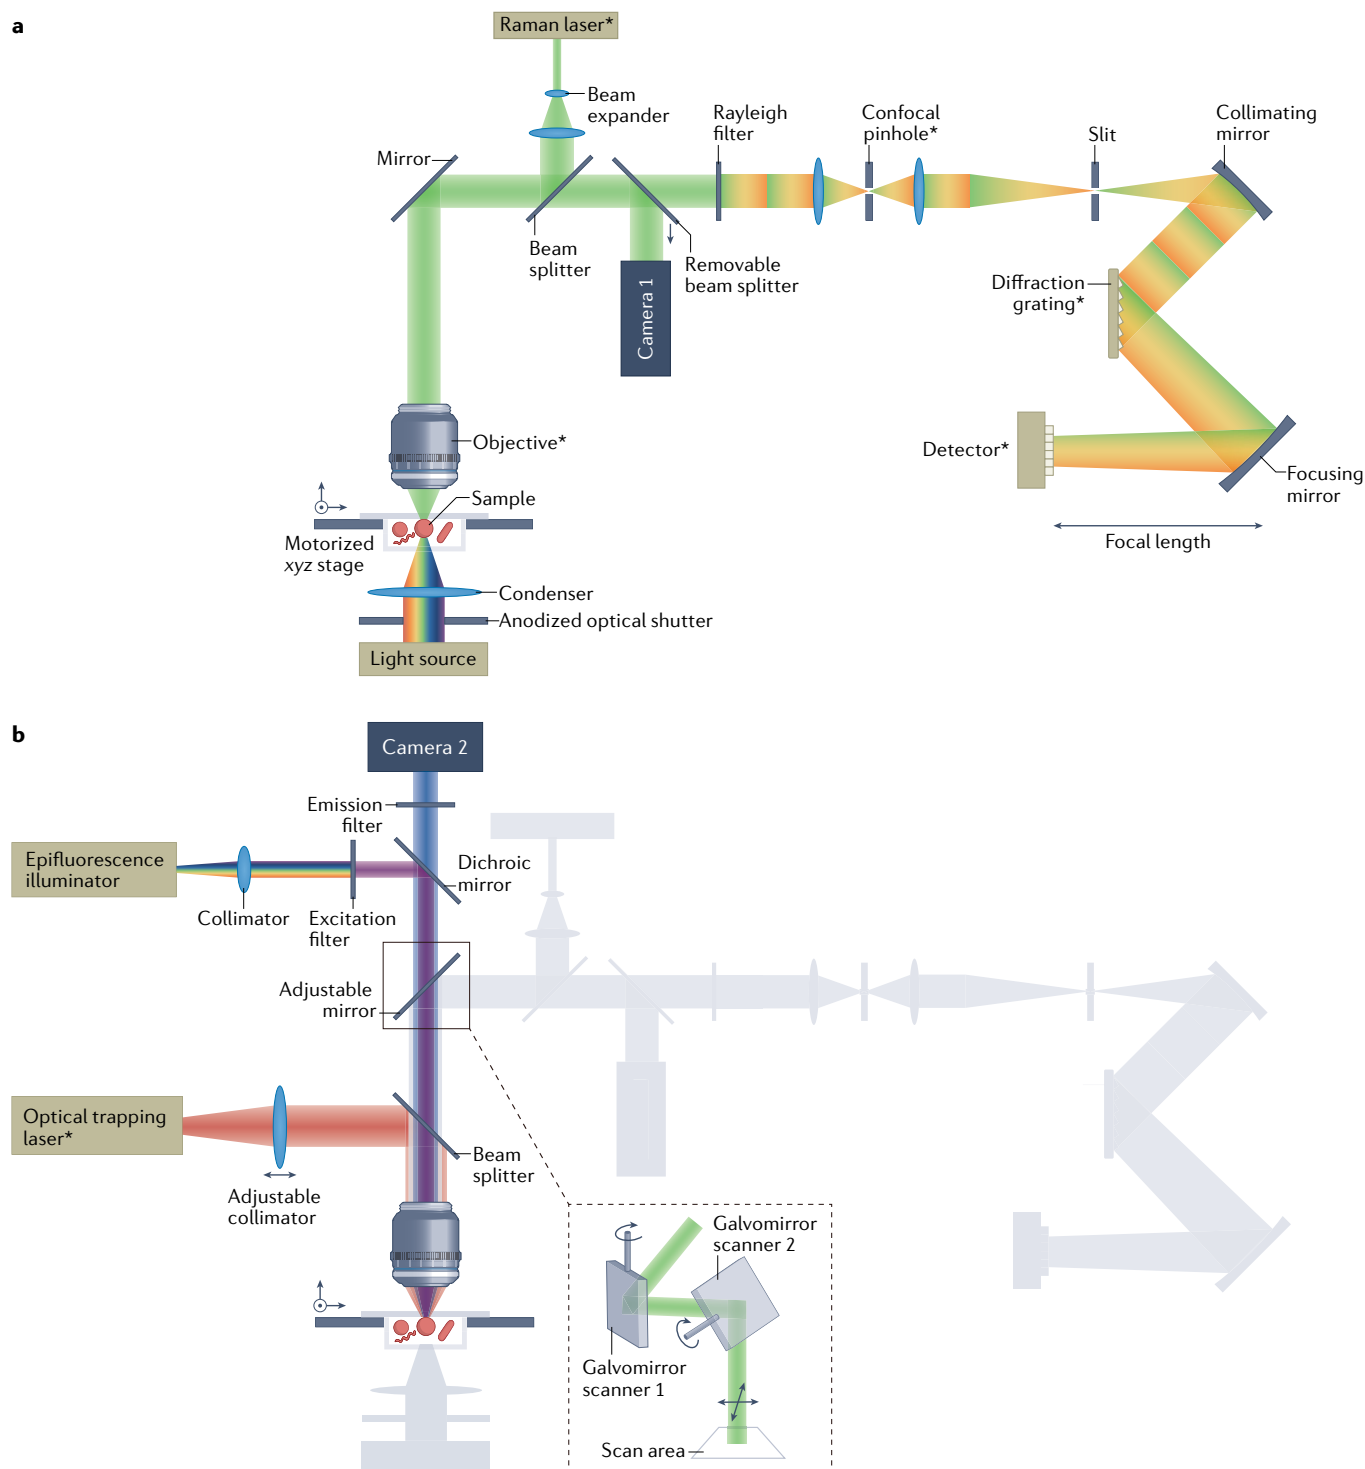 a
Raman laser*
Beam
expander
Mirror
Rayleigh
filter
Confocal
pinhole*
Slit
Collimating
mirror
Beam
splitter
Removable
beam splitter
Camera 1
Diffraction
grating*
Objective*
Detector*
Focusing
mirror
Sample
Motorized
xyz stage
Focal length
Condenser
Anodized optical shutter
Light source
b
Camera 2
Emission
filter
Epifluorescence
illuminator
Dichroic
mirror
Collimator
Excitation
filter
Adjustable
mirror
Optical trapping
laser*
Beam
splitter
Adjustable
collimator
Galvomirror
scanner 2
Galvomirror
scanner 1
Scan area